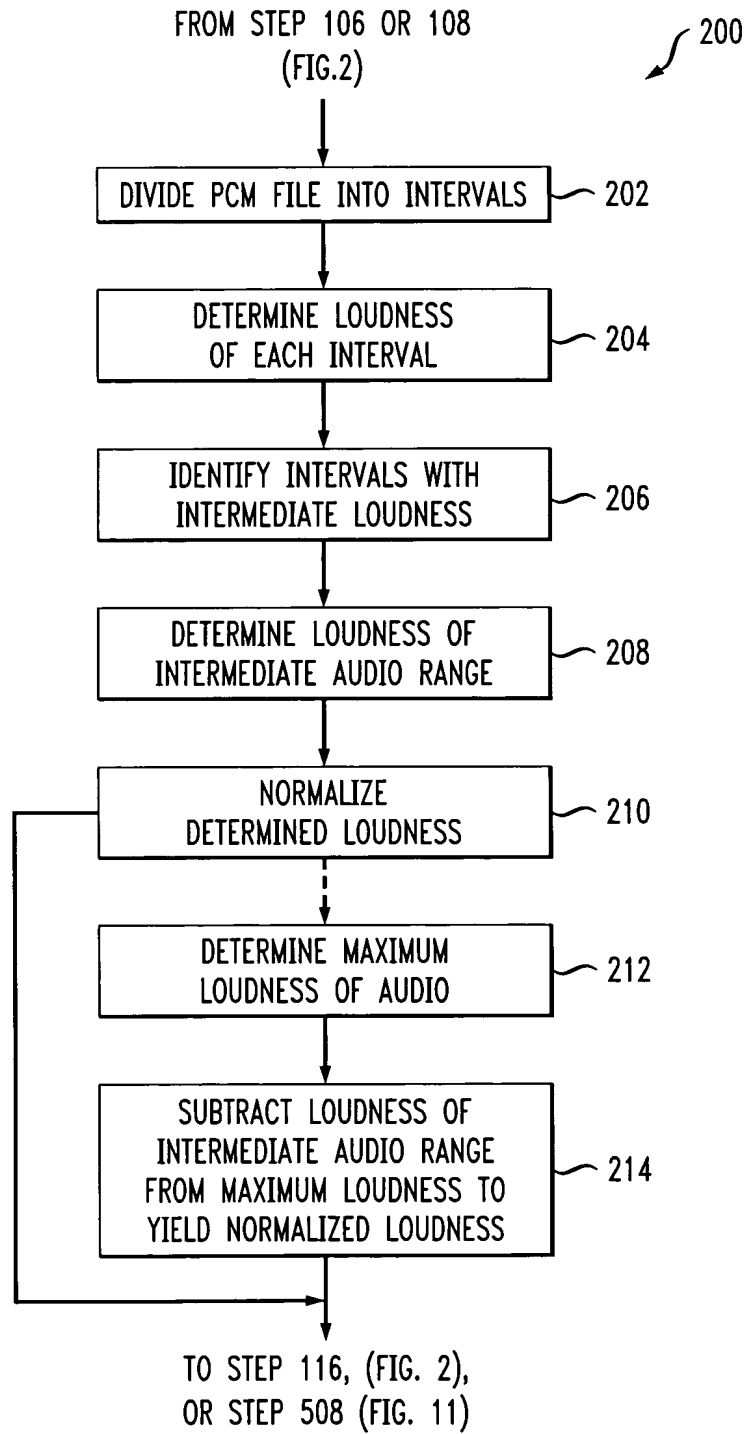 FROM STEP 106 OR 108
(FIG.2)
200
DIVIDE PCM FILE INTO INTERVALS
202
DETERMINE LOUDNESS
OF EACH INTERVAL
204
IDENTIFY INTERVALS WITH
INTERMEDIATE LOUDNESS
206
DETERMINE LOUDNESS OF
INTERMEDIATE AUDIO RANGE
208
NORMALIZE
DETERMINED LOUDNESS
210
DETERMINE MAXIMUM
LOUDNESS OF AUDIO
212
SUBTRACT LOUDNESS OF
INTERMEDIATE AUDIO RANGE
FROM MAXIMUM LOUDNESS TO
YIELD NORMALIZED LOUDNESS
214
TO STEP 116, (FIG. 2),
OR STEP 508 (FIG. 11)